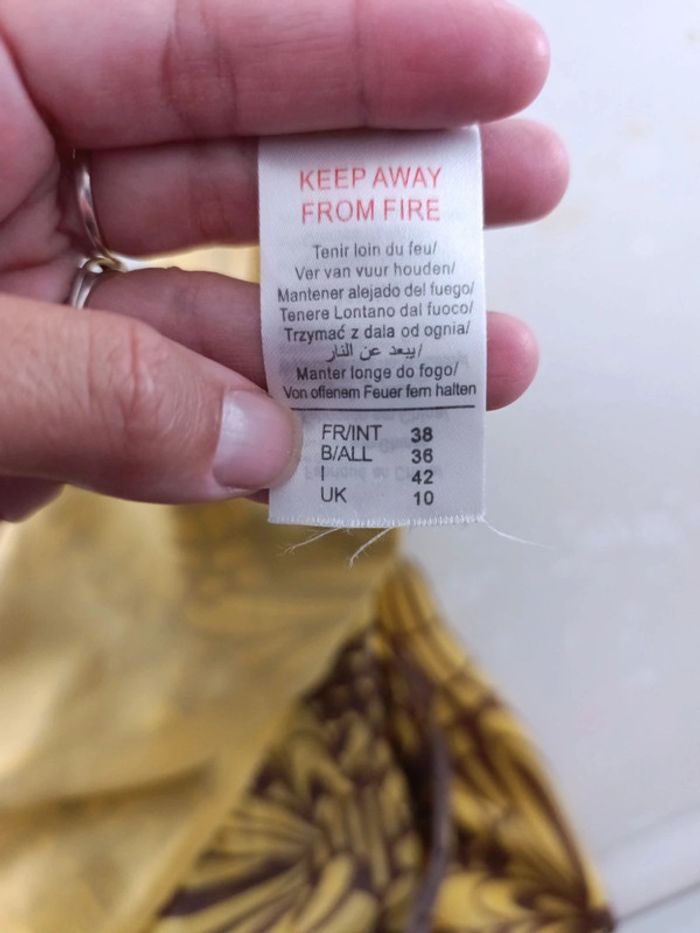 KEEP AWAY
FROM FIRE
Tenir loin du feu/
Ver van vuur houden/
Mantener alejado del fuego/
Tenere Lontano dal fuoco/
Trzymać z dala od ognia/
يبعد عن النار/
Manter longe do fogo/
Von offenem Feuer fern halten
FR/INT 38
B/ALL 36
I 42
UK 10